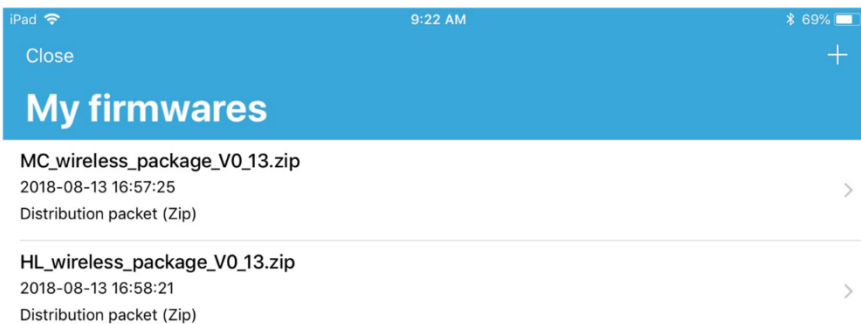 iPad 9:22 AM 69%
Close +
My firmwares
MC_wireless_package_V0_13.zip
2018-08-13 16:57:25
Distribution packet (Zip)
HL_wireless_package_V0_13.zip
2018-08-13 16:58:21
Distribution packet (Zip)